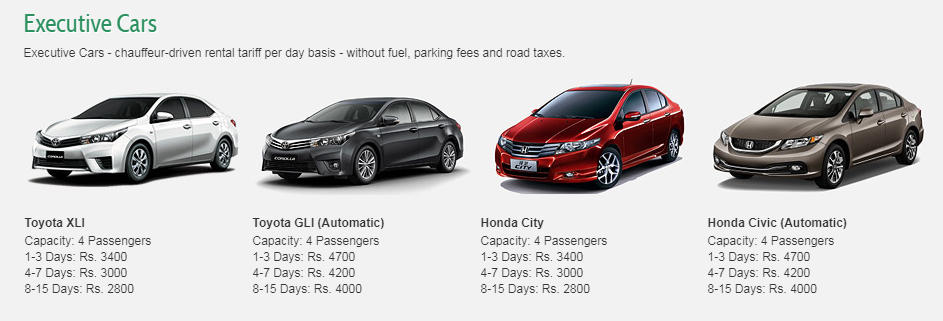 Executive Cars
Executive Cars - chauffeur-driven rental tariff per day basis - without fuel, parking fees and road taxes.
COROLLA
COROLLA
CITY
Toyota XLI
Capacity: 4 Passengers
1-3 Days: Rs. 3400
4-7 Days: Rs. 3000
8-15 Days: Rs. 2800
Toyota GLI (Automatic)
Capacity: 4 Passengers
1-3 Days: Rs. 4700
4-7 Days: Rs. 4200
8-15 Days: Rs. 4000
Honda City
Capacity: 4 Passengers
1-3 Days: Rs. 3400
4-7 Days: Rs. 3000
8-15 Days: Rs. 2800
Honda Civic (Automatic)
Capacity: 4 Passengers
1-3 Days: Rs. 4700
4-7 Days: Rs. 4200
8-15 Days: Rs. 4000